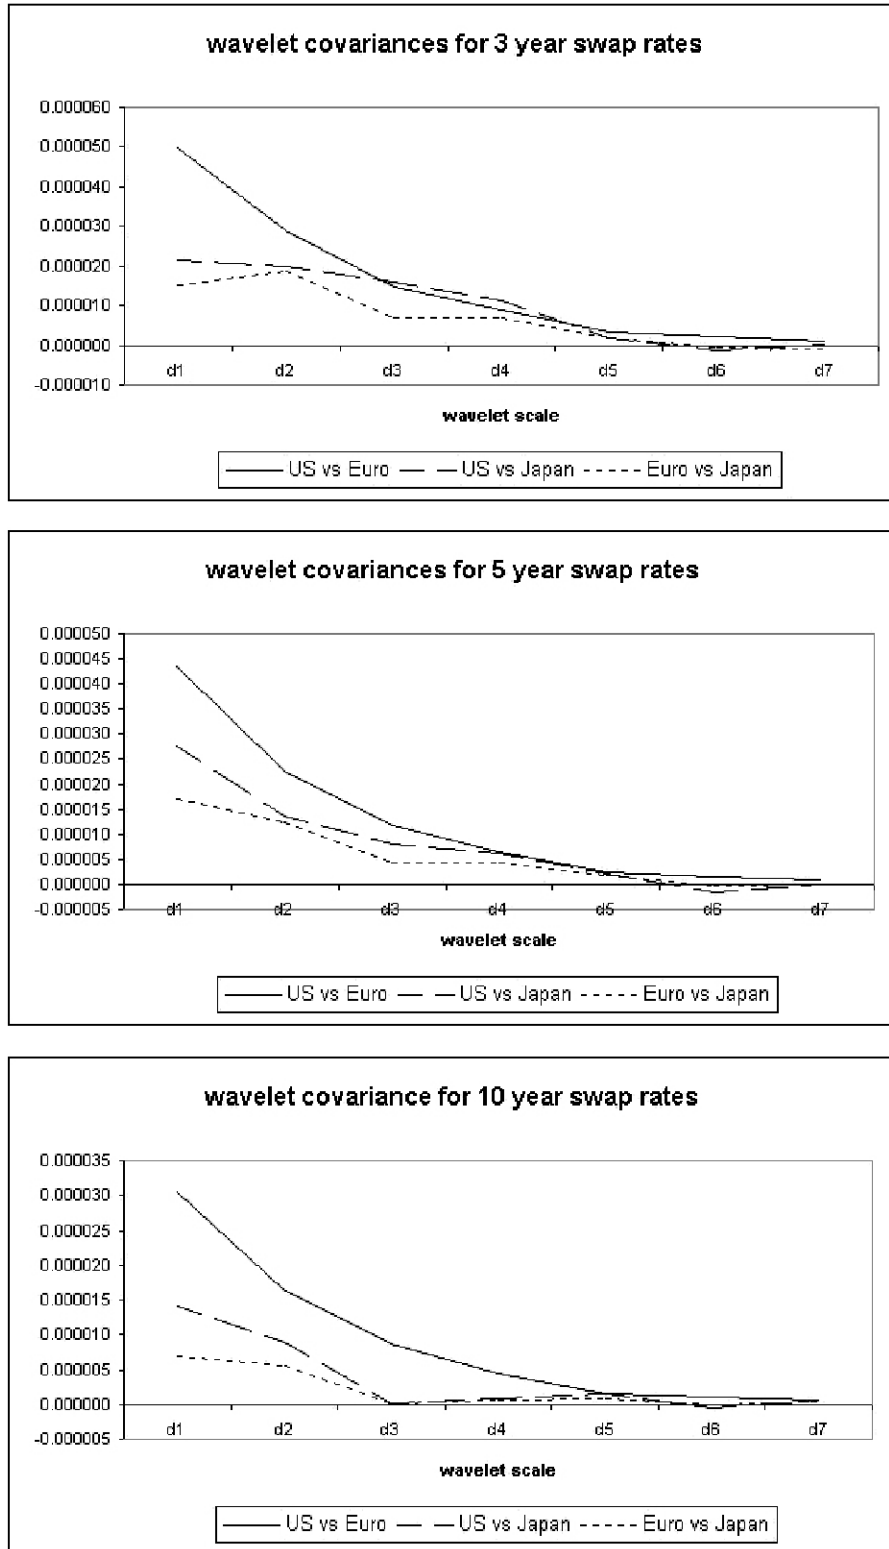 wavelet covariances for 3 year swap rates
0.000060
0.000050
0.000040
0.000030
0.000020
0.000010
0.000000
-0.000010
d1 d2 d3 d4 d5 d6 d7
wavelet scale
US vs Euro US vs Japan Euro vs Japan
wavelet covariances for 5 year swap rates
0.000050
0.000045
0.000040
0.000035
0.000030
0.000025
0.000020
0.000015
0.000010
0.000005
0.000000
-0.000005
d1 d2 d3 d4 d5 d6 d7
wavelet scale
US vs Euro US vs Japan Euro vs Japan
wavelet covariance for 10 year swap rates
0.000035
0.000030
0.000025
0.000020
0.000015
0.000010
0.000005
0.000000
-0.000005
d1 d2 d3 d4 d5 d6 d7
wavelet scale
US vs Euro US vs Japan Euro vs Japan